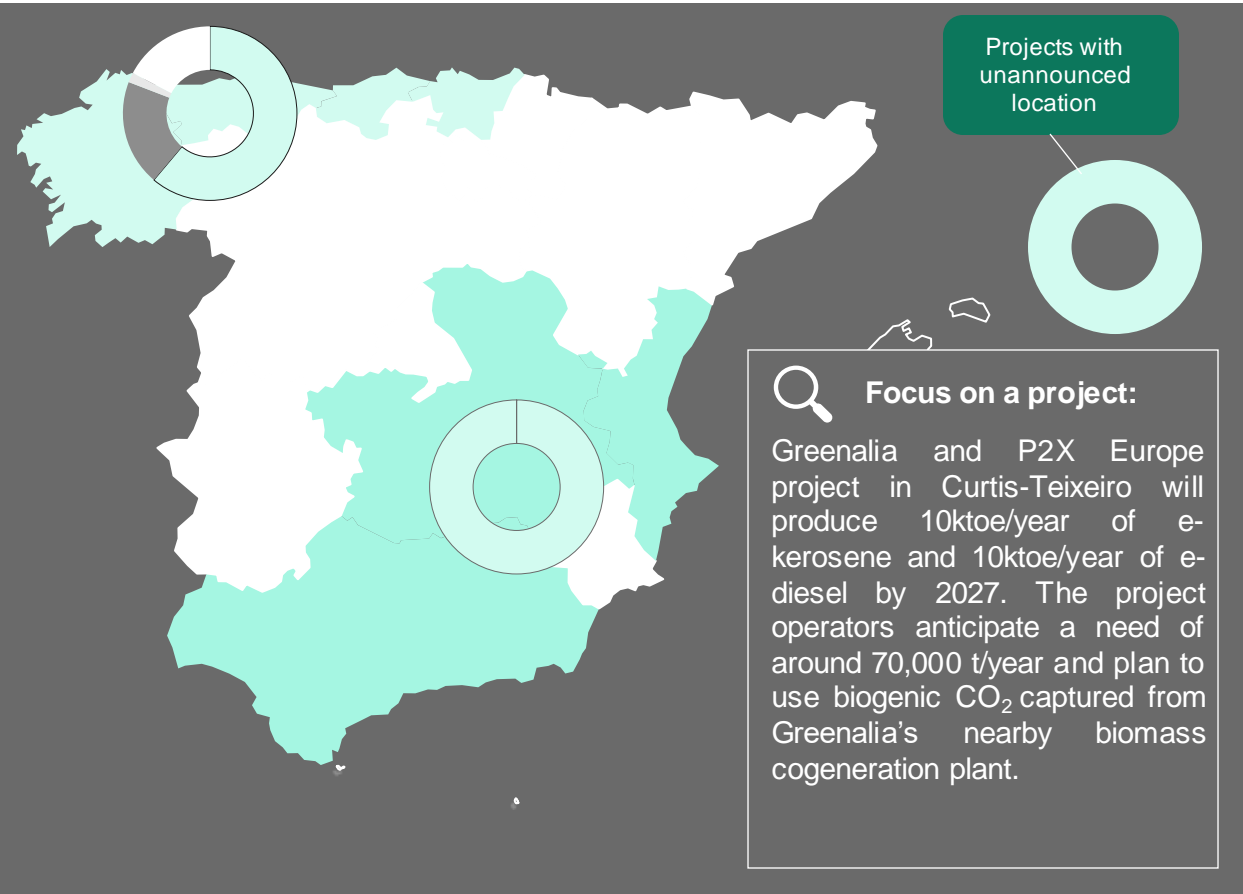 Projects with
unannounced
location
Focus on a project:
Greenalia and P2X Europe
project in Curtis-Teixeiro will
produce 10ktoe/year of e-
kerosene and 10ktoe/year of e-
diesel by 2027. The project
operators anticipate a need of
around 70,000 t/year and plan to
use biogenic CO₂ captured from
Greenalia’s nearby biomass
cogeneration plant.